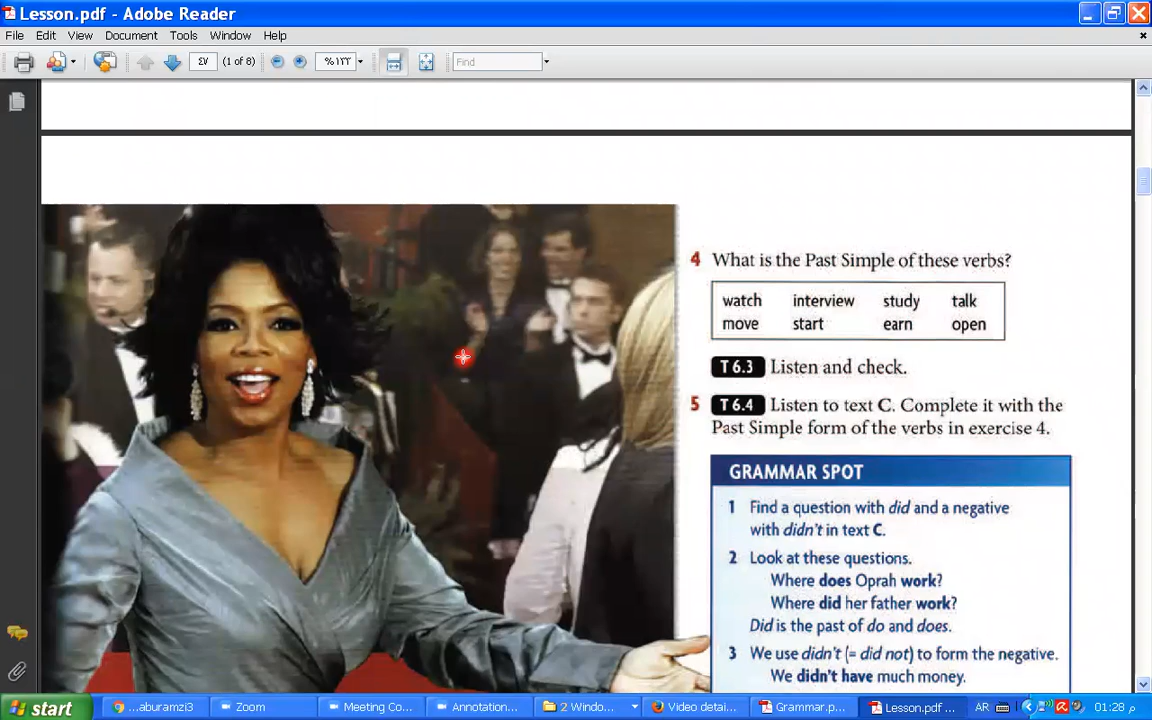 Lesson.pdf - Adobe Reader
File Edit View Document Tools Window Help
٤٧ (1 of 8) %١٢٢ Find
4 What is the Past Simple of these verbs?
watch interview study talk
move start earn open
T 6.3 Listen and check.
5 T 6.4 Listen to text C. Complete it with the
Past Simple form of the verbs in exercise 4.
GRAMMAR SPOT
1 Find a question with did and a negative
with didn't in text C.
2 Look at these questions.
Where does Oprah work?
Where did her father work?
Did is the past of do and does.
3 We use didn't (= did not) to form the negative.
We didn't have much money.
start ...aburamzi3 Zoom Meeting Co... Annotation... 2 Windo... Video detai... Grammar.p... Lesson.pdf ... AR 01:28 م